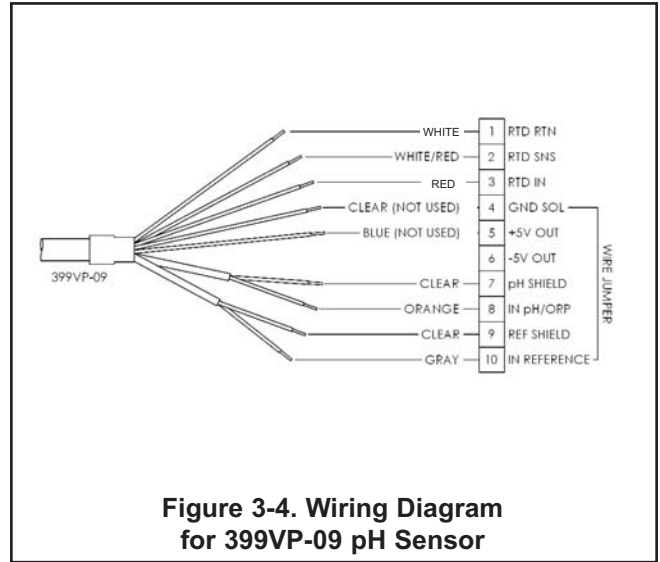 WHITE 1 RTD RTN
WHITE/RED 2 RTD SNS
RED 3 RTD IN
CLEAR (NOT USED) 4 GND SOL
BLUE (NOT USED) 5 +5V OUT
6 -5V OUT
CLEAR 7 pH SHIELD
ORANGE 8 IN pH/ORP
CLEAR 9 REF SHIELD
GRAY 10 IN REFERENCE
WIRE JUMPER
399VP-09
Figure 3-4. Wiring Diagram
for 399VP-09 pH Sensor